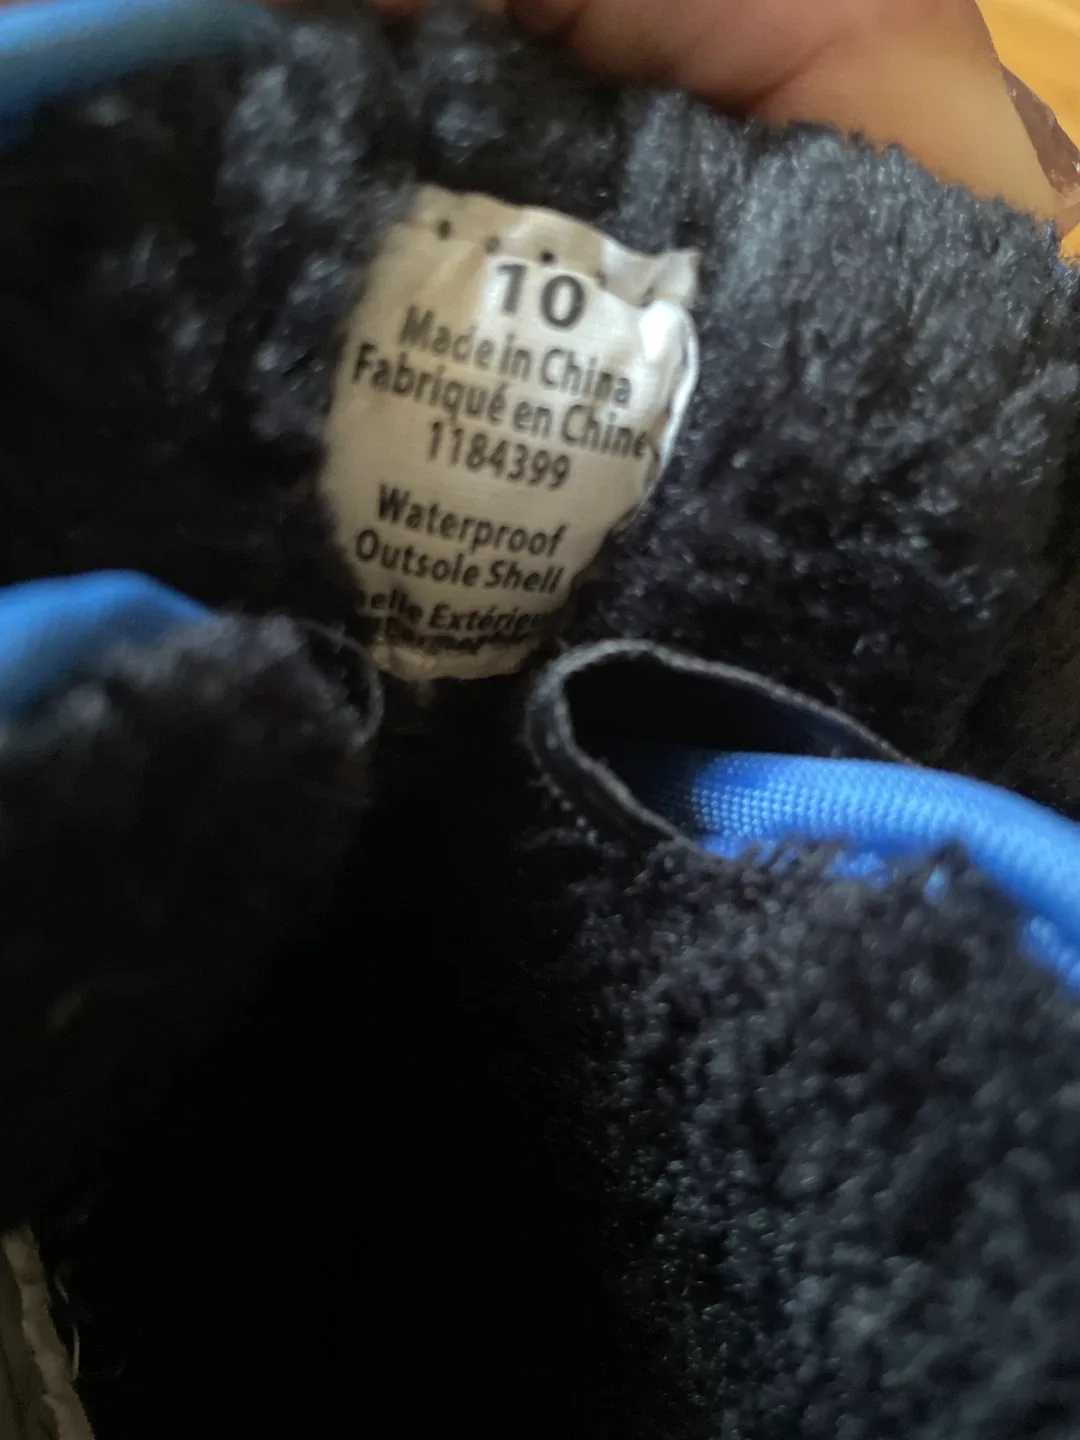 10
Made in China
Fabriqué en Chine
1184399
Waterproof
Outsole Shell